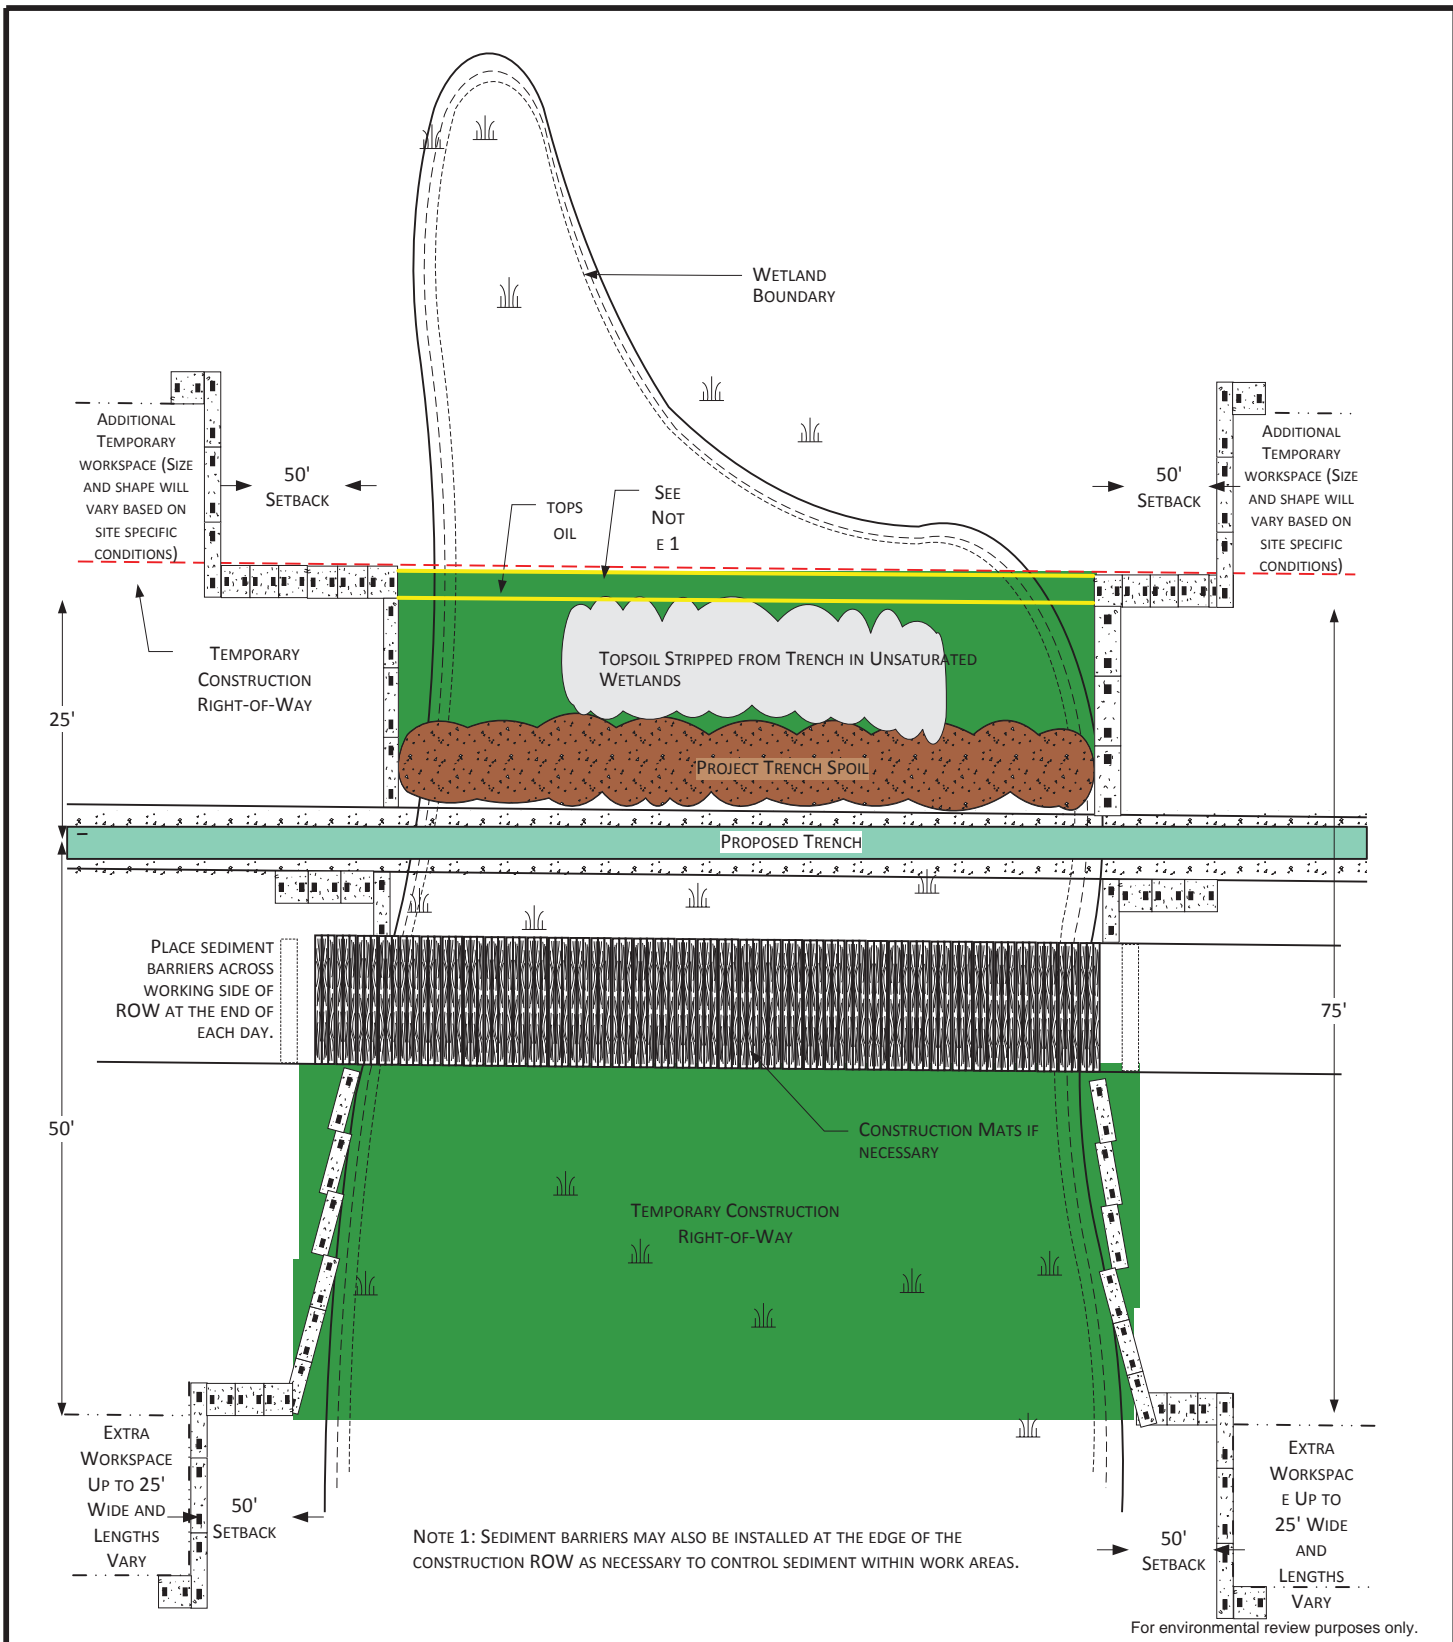 WETLAND
BOUNDARY
ADDITIONAL
TEMPORARY
WORKSPACE (SIZE
AND SHAPE WILL
VARY BASED ON
SITE SPECIFIC
CONDITIONS)
50'
SETBACK
TOPS
OIL
SEE
NOT
E 1
50'
SETBACK
ADDITIONAL
TEMPORARY
WORKSPACE (SIZE
AND SHAPE WILL
VARY BASED ON
SITE SPECIFIC
CONDITIONS)
TEMPORARY
CONSTRUCTION
RIGHT-OF-WAY
25'
TOPSOIL STRIPPED FROM TRENCH IN UNSATURATED
WETLANDS
PROJECT TRENCH SPOIL
PROPOSED TRENCH
PLACE SEDIMENT
BARRIERS ACROSS
WORKING SIDE OF
ROW AT THE END OF
EACH DAY.
75'
50'
CONSTRUCTION MATS IF
NECESSARY
TEMPORARY CONSTRUCTION
RIGHT-OF-WAY
EXTRA
WORKSPACE
UP TO 25'
WIDE AND
LENGTHS
VARY
50'
SETBACK
NOTE 1: SEDIMENT BARRIERS MAY ALSO BE INSTALLED AT THE EDGE OF THE
CONSTRUCTION ROW AS NECESSARY TO CONTROL SEDIMENT WITHIN WORK AREAS.
50'
SETBACK
EXTRA
WORKSPAC
E UP TO
25' WIDE
AND
LENGTHS
VARY
For environmental review purposes only.